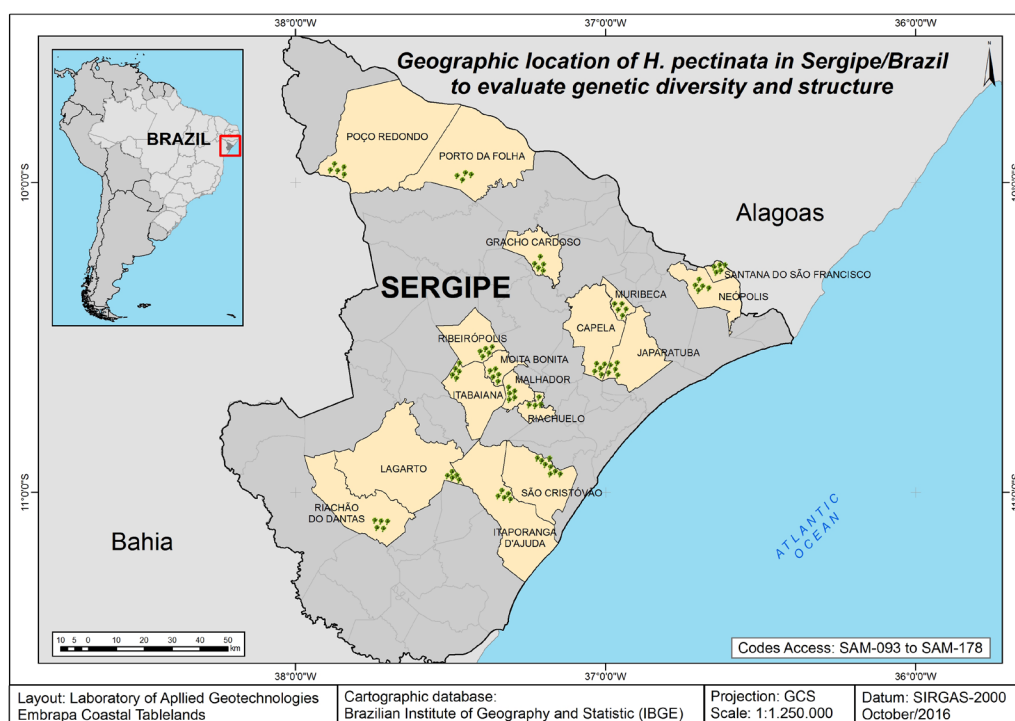 38°0'0"W
37°0'0"W
36°0'0"W
Geographic location of H. pectinata in Sergipe/Brazil
to evaluate genetic diversity and structure
N
BRAZIL
POÇO REDONDO
PORTO DA FOLHA
10°0'0"S
10°0'0"S
Alagoas
GRACHO CARDOSO
SANTANA DO SÃO FRANCISCO
SERGIPE
MURIBECA
NEÓPOLIS
CAPELA
RIBEIRÓPOLIS
JAPARATUBA
MOITA BONITA
MALHADOR
ITABAIANA
RIACHUELO
LAGARTO
11°0'0"S
SÃO CRISTÓVÃO
11°0'0"S
RIACHÃO
DO DANTAS
ITAPORANGA
D'AJUDA
ATLANTIC
OCEAN
Bahia
10 5 0 10 20 30 40 50
km
Codes Access: SAM-093 to SAM-178
38°0'0"W
37°0'0"W
36°0'0"W
Layout: Laboratory of Apllied Geotechnologies
Embrapa Coastal Tablelands
Cartographic database:
Brazilian Institute of Geography and Statistic (IBGE)
Projection: GCS
Scale: 1:1.250.000
Datum: SIRGAS-2000
October/2016